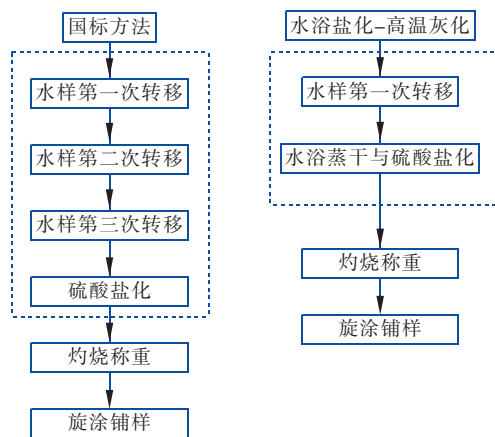 国标方法
水样第一次转移
水样第二次转移
水样第三次转移
硫酸盐化
灼烧称重
旋涂铺样
水浴盐化–高温灰化
水样第一次转移
水浴蒸干与硫酸盐化
灼烧称重
旋涂铺样